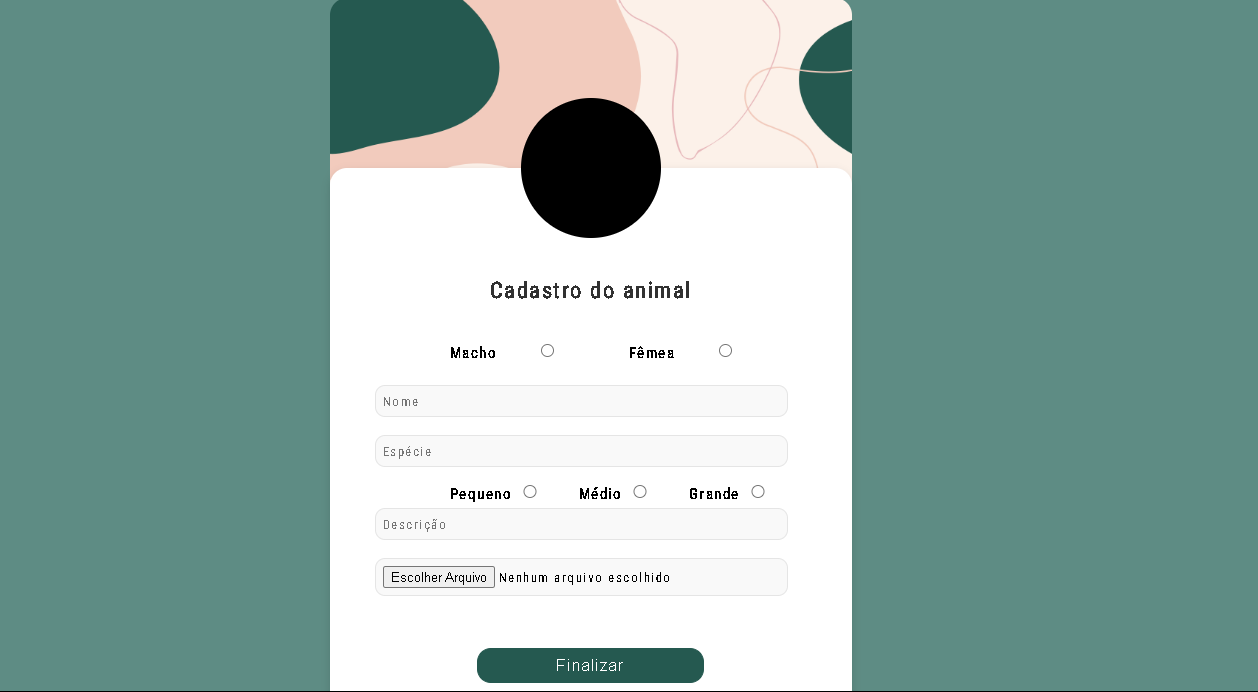 Cadastro do animal
Macho Fêmea
Nome
Espécie
Pequeno Médio Grande
Descrição
Escolher Arquivo Nenhum arquivo escolhido
Finalizar